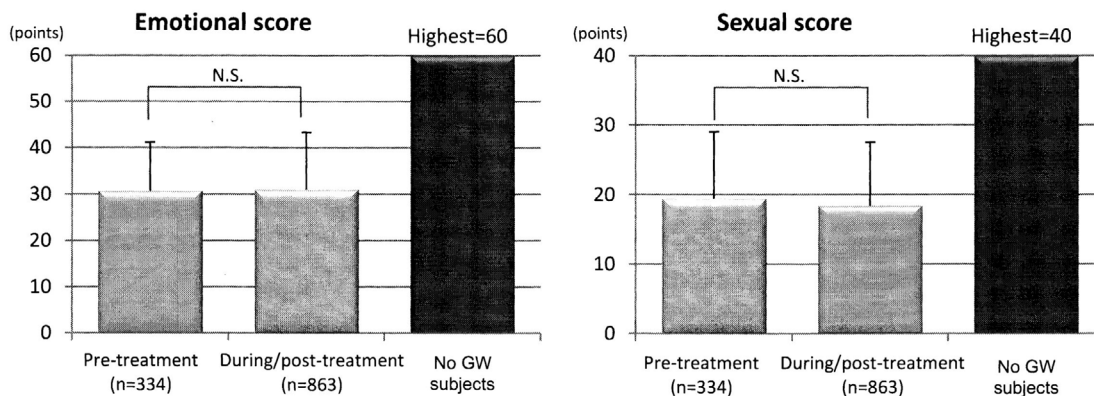 Emotional score
(points)
Highest=60
60
50
40
30
20
10
0
N.S.
Pre-treatment
(n=334)
During/post-treatment
(n=863)
No GW
subjects
Sexual score
(points)
Highest=40
40
30
20
10
0
N.S.
Pre-treatment
(n=334)
During/post-treatment
(n=863)
No GW
subjects